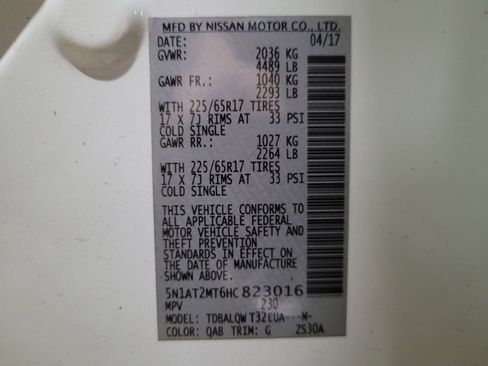 MFD BY NISSAN MOTOR CO., LTD.
DATE: 04/17
GVWR: 2036 KG
4489 LB
GAWR FR.: 1040 KG
2293 LB
WITH 225/65R17 TIRES
17 X 7J RIMS AT 33 PSI
COLD SINGLE
GAWR RR.: 1027 KG
2264 LB
WITH 225/65R17 TIRES
17 X 7J RIMS AT 33 PSI
COLD SINGLE
THIS VEHICLE CONFORMS TO
ALL APPLICABLE FEDERAL
MOTOR VEHICLE SAFETY AND
THEFT PREVENTION
STANDARDS IN EFFECT ON
THE DATE OF MANUFACTURE
SHOWN ABOVE.
5N1AT2MT6HC 823016
MPV 230
MODEL: TDBALQW T32EUA---M-
COLOR: QAB TRIM: G ZS30A